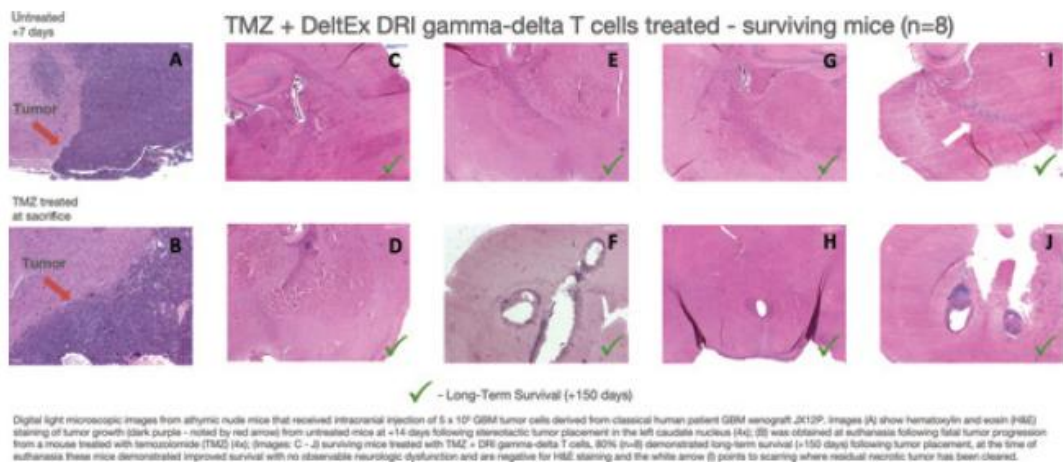 Untreated
+7 days
TMZ + DeltEx DRI gamma-delta T cells treated - surviving mice (n=8)
A
C
E
G
I
Tumor
TMZ treated
at sacrifice
B
D
F
H
J
Tumor
- Long-Term Survival (+150 days)
Digital light microscopic images from athymic nude mice that received intracranial injection of 5 x 10⁵ GBM tumor cells derived from classical human patient GBM xenograft JX12P. Images (A) show hematoxylin and eosin (H&E)
staining of tumor growth (dark purple - noted by red arrow) from untreated mice at +14 days following stereotactic tumor placement in the left caudate nucleus (4x); (B) was obtained at euthanasia following fatal tumor progression
from a mouse treated with temozolomide (TMZ) (4x); (Images: C - J) surviving mice treated with TMZ + DRI gamma-delta T cells, 80% (n=8) demonstrated long-term survival (>150 days) following tumor placement, at the time of
euthanasia these mice demonstrated improved survival with no observable neurologic dysfunction and are negative for H&E staining and the white arrow (I) points to scarring where residual necrotic tumor has been cleared.